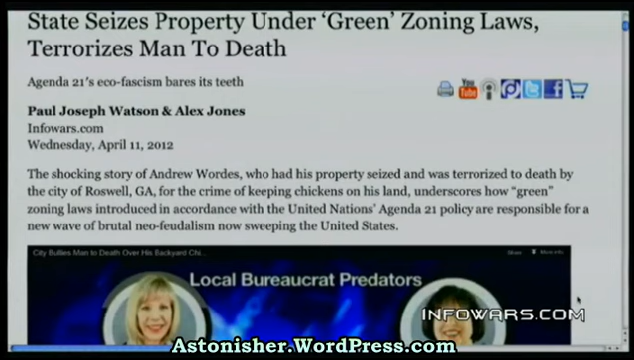 State Seizes Property Under ‘Green’ Zoning Laws,
Terrorizes Man To Death
Agenda 21’s eco-fascism bares its teeth
You
Tube
Paul Joseph Watson & Alex Jones
Infowars.com
Wednesday, April 11, 2012
The shocking story of Andrew Wordes, who had his property seized and was terrorized to death by
the city of Roswell, GA, for the crime of keeping chickens on his land, underscores how “green”
zoning laws introduced in accordance with the United Nations’ Agenda 21 policy are responsible for a
new wave of brutal neo-feudalism now sweeping the United States.
City Bullies Man to Death Over His Backyard Chi...
Share More info
Local Bureaucrat Predators
INFOWARS.COM
Astonisher.WordPress.com